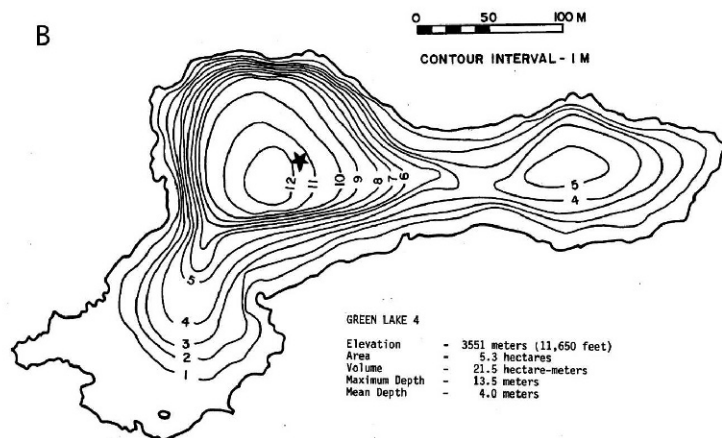 B
0 50 100 M
CONTOUR INTERVAL - 1 M
12 11 10 9 8 7 6
5
4
5
4
3
2
1
GREEN LAKE 4
Elevation - 3551 meters (11,650 feet)
Area - 5.3 hectares
Volume - 21.5 hectare-meters
Maximum Depth - 13.5 meters
Mean Depth - 4.0 meters